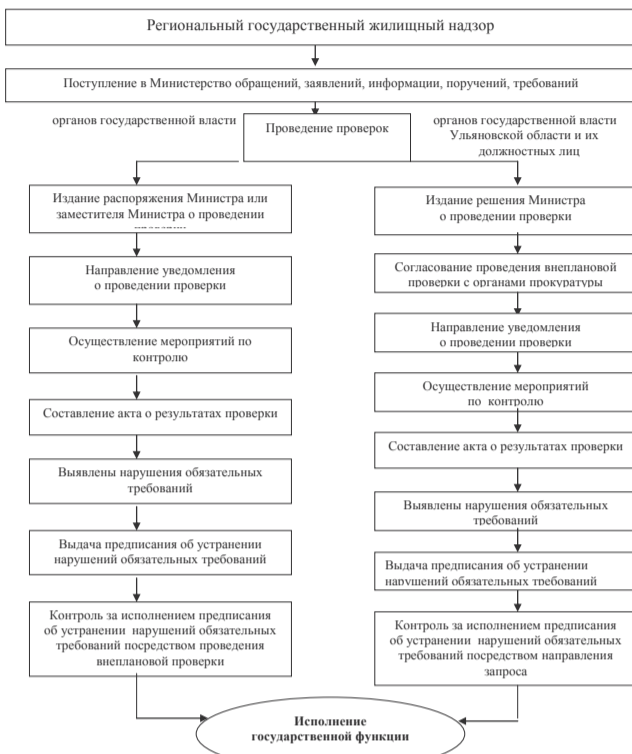 Региональный государственный жилищный надзор
Поступление в Министерство обращений, заявлений, информации, поручений, требований
органов государственной власти
Проведение проверок
органов государственной власти
Ульяновской области и их
должностных лиц
Издание распоряжения Министра или
заместителя Министра о проведении
проверки
Направление уведомления
о проведении проверки
Осуществление мероприятий по
контролю
Составление акта о результатах проверки
Выявлены нарушения обязательных
требований
Выдача предписания об устранении
нарушений обязательных требований
Контроль за исполнением предписания
об устранении нарушений обязательных
требований посредством проведения
внеплановой проверки
Издание решения Министра
о проведении проверки
Согласование проведения внеплановой
проверки с органами прокуратуры
Направление уведомления
о проведении проверки
Осуществление мероприятий
по контролю
Составление акта о результатах проверки
Выявлены нарушения обязательных
требований
Выдача предписания об устранении
нарушений обязательных требований
Контроль за исполнением предписания
об устранении нарушений обязательных
требований посредством направления
запроса
Исполнение
государственной функции